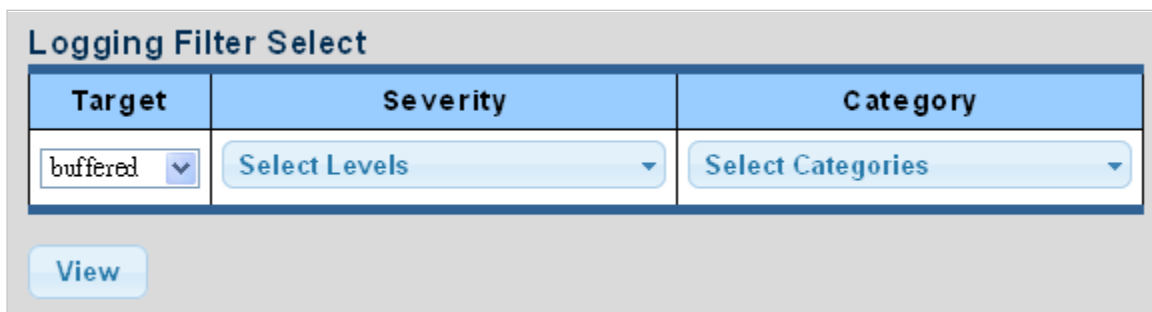 Logging Filter Select
Target Severity Category
buffered Select Levels Select Categories
View